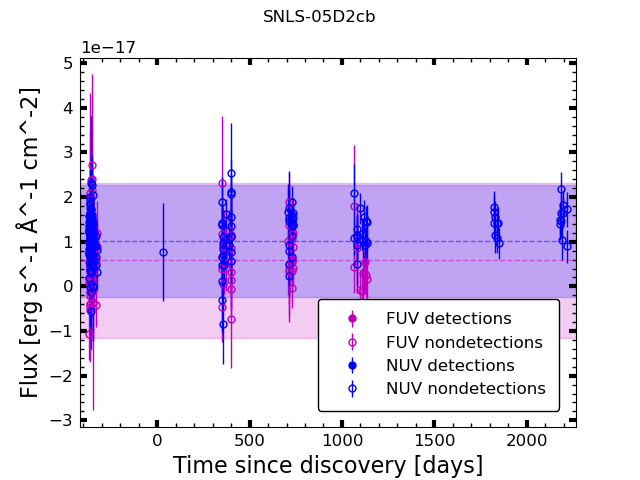 SNLS-05D2cb
1e−17
5
4
3
2
1
0
−1
−2
−3
Flux [erg s^-1 Å^-1 cm^-2]
FUV detections
FUV nondetections
NUV detections
NUV nondetections
0 500 1000 1500 2000
Time since discovery [days]